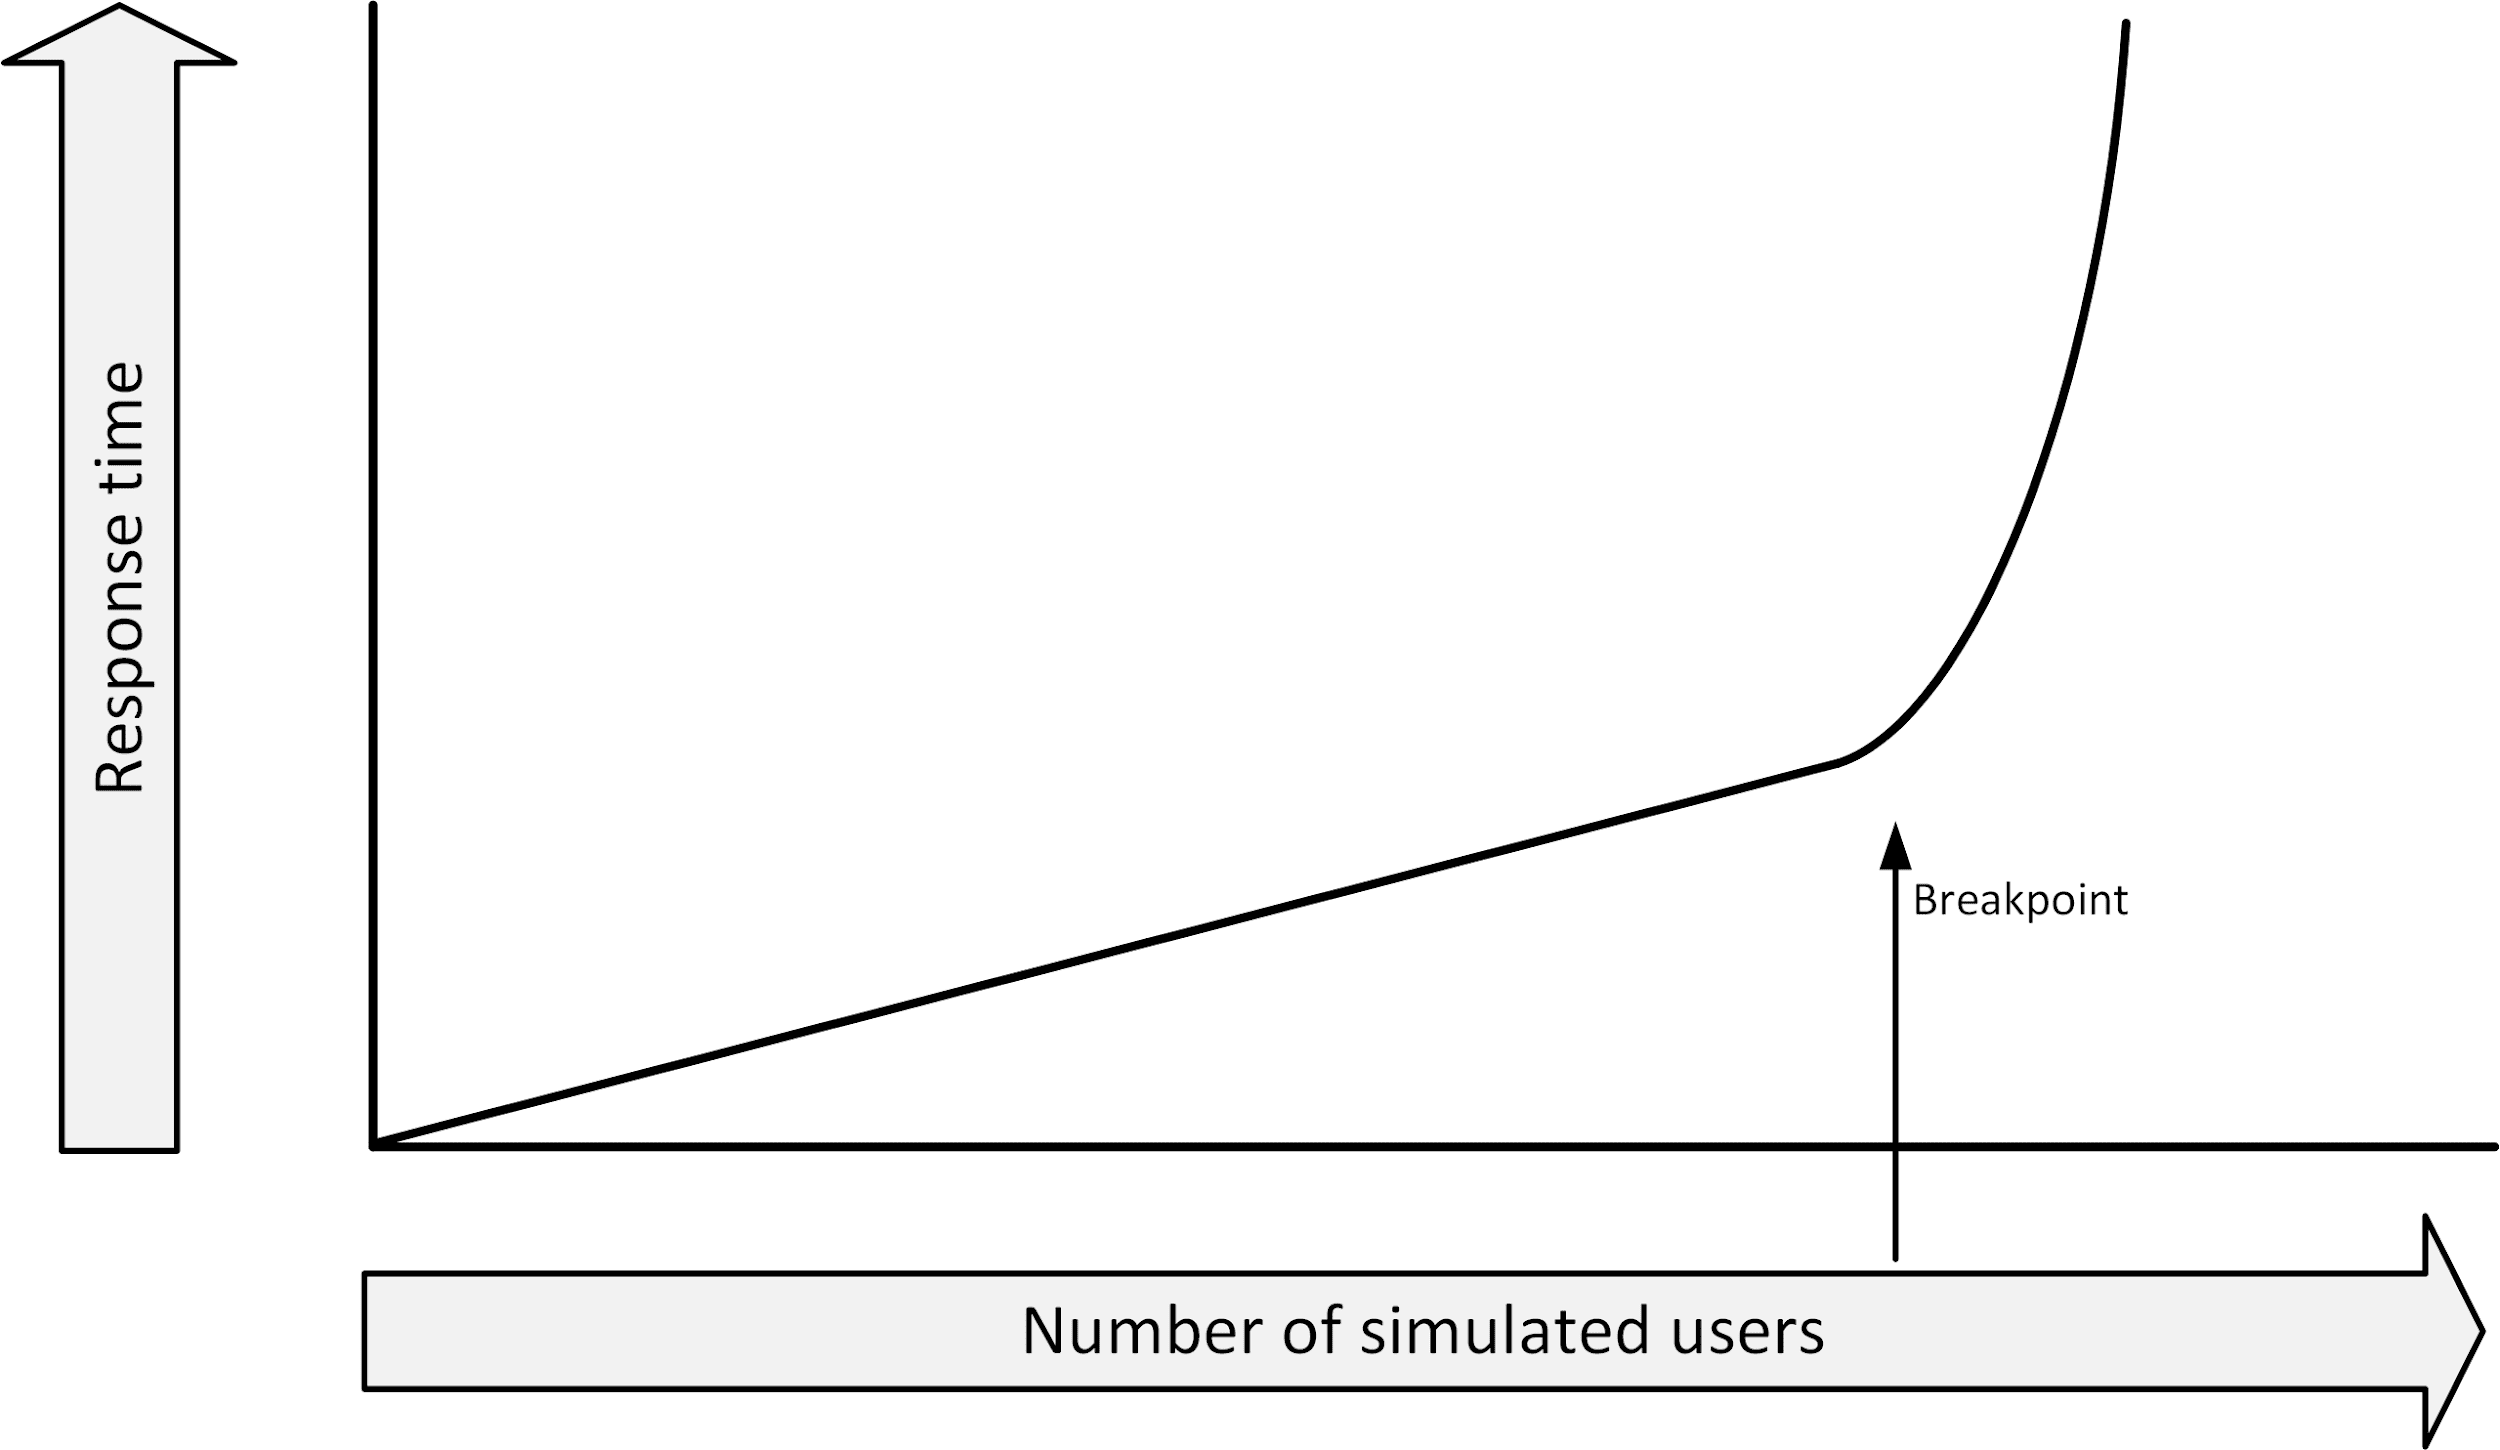 Response time
Breakpoint
Number of simulated users